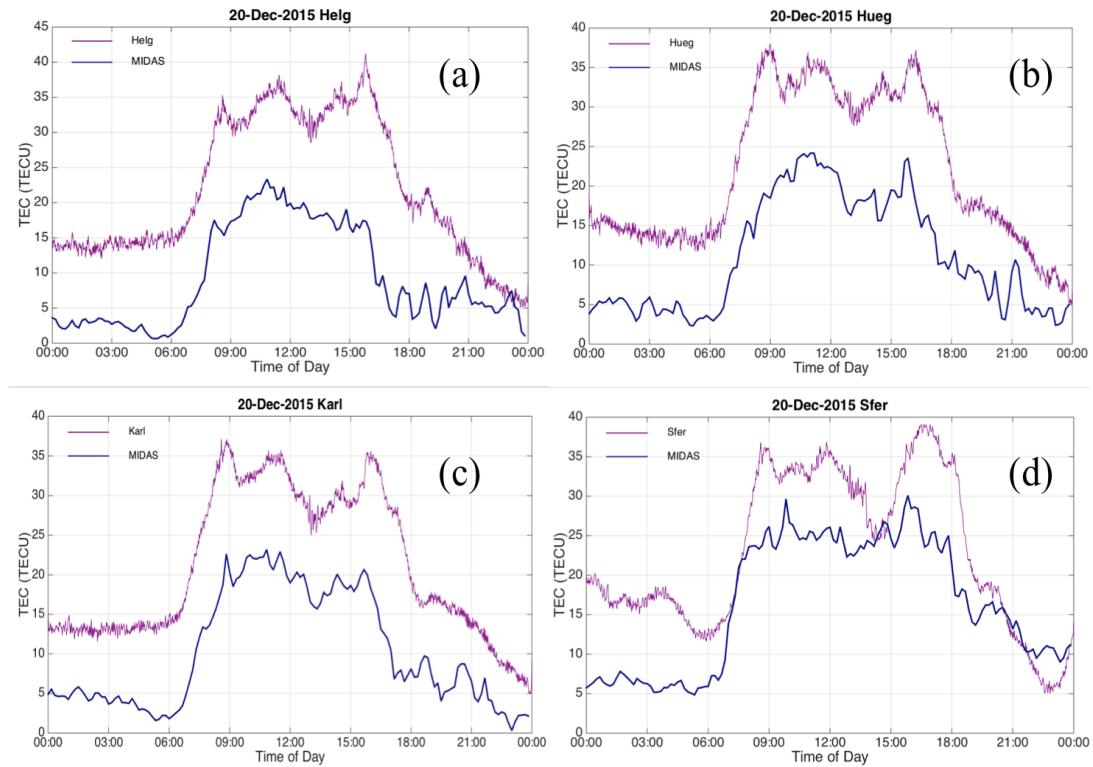 20-Dec-2015 Helg
45
40
35
30
25
20
15
10
5
0
TEC (TECU)
Helg
MIDAS
(a)
00:00 03:00 06:00 09:00 12:00 15:00 18:00 21:00 00:00
Time of Day
20-Dec-2015 Hueg
40
35
30
25
20
15
10
5
0
TEC (TECU)
Hueg
MIDAS
(b)
00:00 03:00 06:00 09:00 12:00 15:00 18:00 21:00 00:00
Time of Day
20-Dec-2015 Karl
40
35
30
25
20
15
10
5
0
TEC (TECU)
Karl
MIDAS
(c)
00:00 03:00 06:00 09:00 12:00 15:00 18:00 21:00 00:00
Time of Day
20-Dec-2015 Sfer
40
35
30
25
20
15
10
5
0
TEC (TECU)
Sfer
MIDAS
(d)
00:00 03:00 06:00 09:00 12:00 15:00 18:00 21:00 00:00
Time of Day